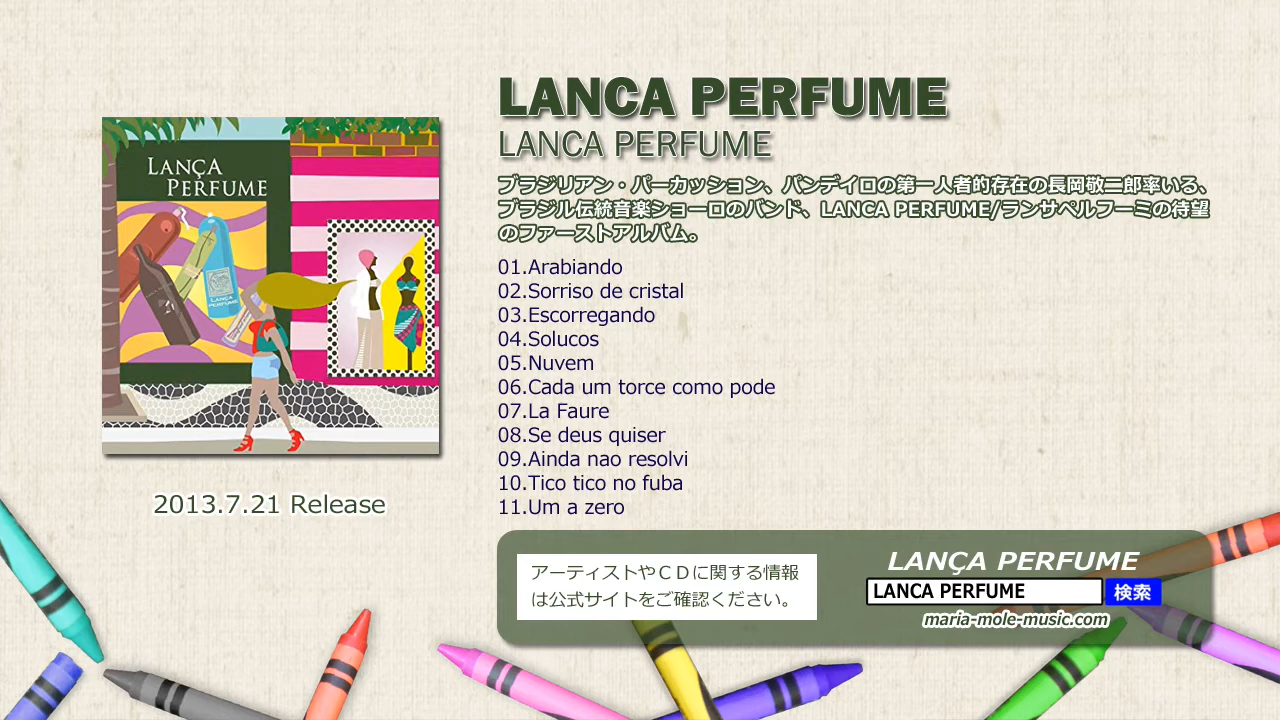 LANCA PERFUME
LANCA PERFUME
ブラジリアン・パーカッション、パンデイロの第一人者的存在の長岡敬二郎率いる、
ブラジル伝統音楽ショーロのバンド、LANCA PERFUME/ランサペルフーミの待望
のファーストアルバム。
01.Arabiando
02.Sorriso de cristal
03.Escorregando
04.Solucos
05.Nuvem
06.Cada um torce como pode
07.La Faure
08.Se deus quiser
09.Ainda nao resolvi
10.Tico tico no fuba
11.Um a zero
LANÇA
PERFUME
LANÇA
PERFUME
2013.7.21 Release
アーティストやＣＤに関する情報
は公式サイトをご確認ください。
LANÇA PERFUME
LANCA PERFUME 検索
maria-mole-music.com